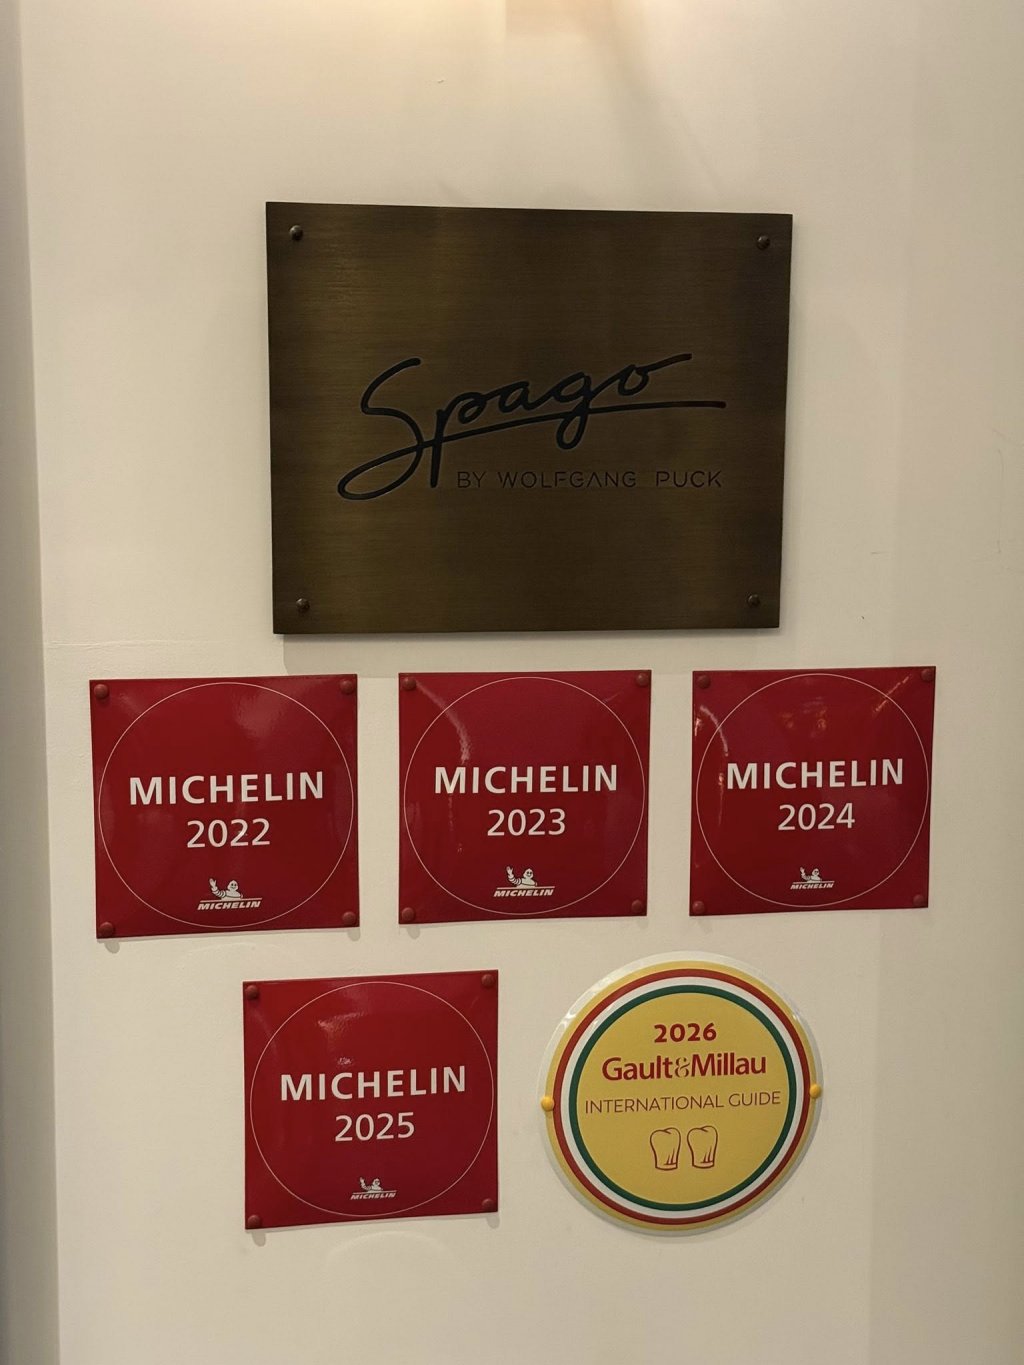 Spago
BY WOLFGANG PUCK
MICHELIN
2022
MICHELIN
MICHELIN
2023
MICHELIN
MICHELIN
2024
MICHELIN
MICHELIN
2025
MICHELIN
2026
Gault&Millau
INTERNATIONAL GUIDE